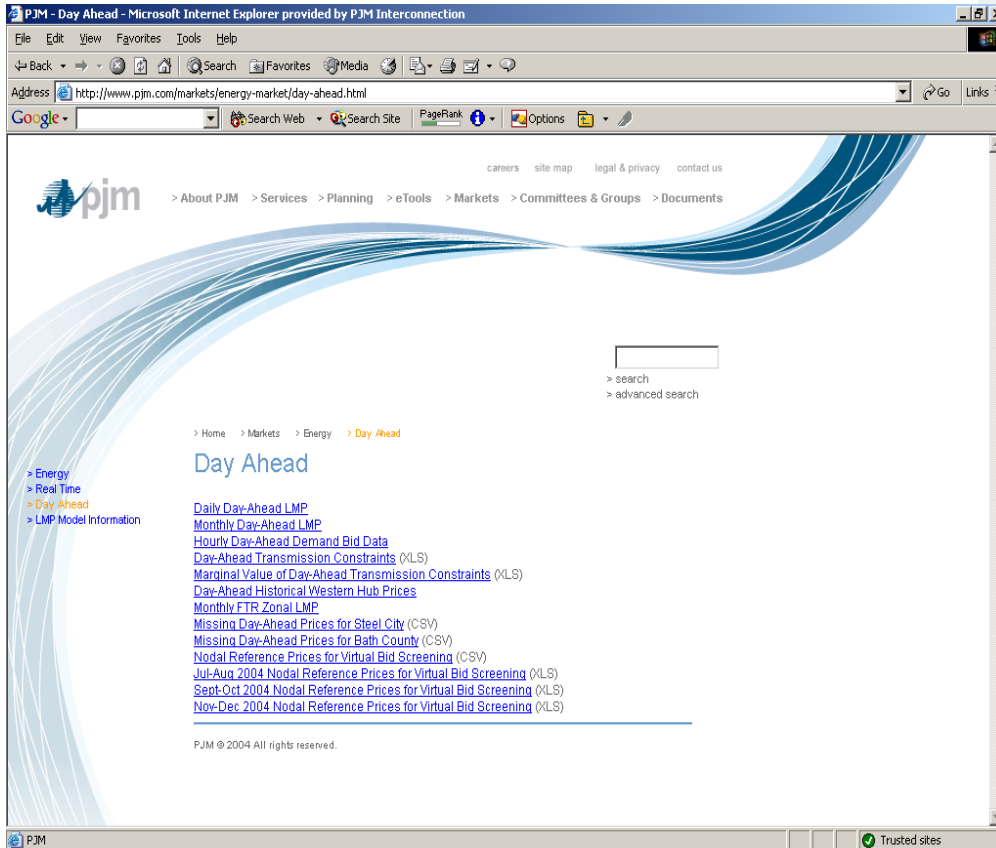 PJM - Day Ahead - Microsoft Internet Explorer provided by PJM Interconnection
File Edit View Favorites Tools Help
Back Search Favorites Media
Address http://www.pjm.com/markets/energy-market/day-ahead.html Go Links
Google Search Web Search Site PageRank Options
careers site map legal & privacy contact us
pjm
> About PJM > Services > Planning > eTools > Markets > Committees & Groups > Documents
> search
> advanced search
> Home > Markets > Energy > Day Ahead
Day Ahead
> Energy
> Real Time
> Day Ahead
> LMP Model Information
Daily Day-Ahead LMP
Monthly Day-Ahead LMP
Hourly Day-Ahead Demand Bid Data
Day-Ahead Transmission Constraints (XLS)
Marginal Value of Day-Ahead Transmission Constraints (XLS)
Day-Ahead Historical Western Hub Prices
Monthly FTR Zonal LMP
Missing Day-Ahead Prices for Steel City (CSV)
Missing Day-Ahead Prices for Bath County (CSV)
Nodal Reference Prices for Virtual Bid Screening (CSV)
Jul-Aug 2004 Nodal Reference Prices for Virtual Bid Screening (XLS)
Sept-Oct 2004 Nodal Reference Prices for Virtual Bid Screening (XLS)
Nov-Dec 2004 Nodal Reference Prices for Virtual Bid Screening (XLS)
PJM © 2004 All rights reserved.
PJM Trusted sites